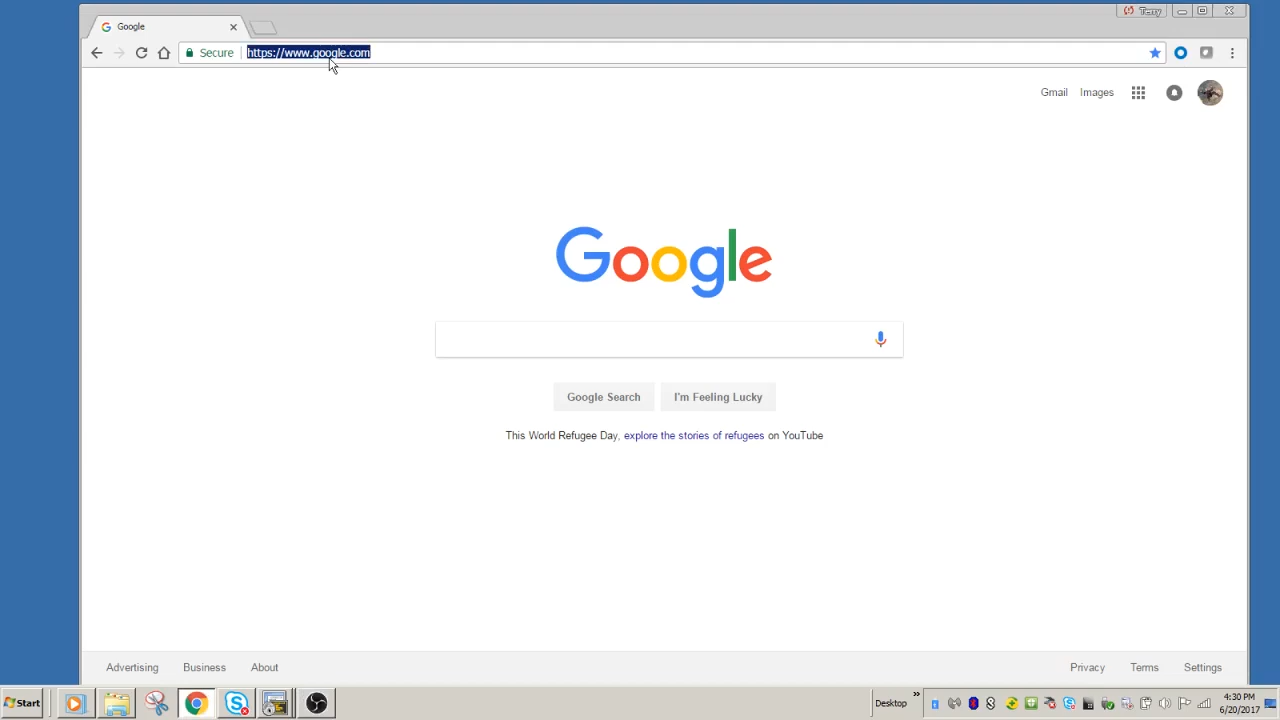 Google
Terry
Secure
https://www.google.com
Gmail
Images
Google
Google Search
I'm Feeling Lucky
This World Refugee Day, explore the stories of refugees on YouTube
Advertising
Business
About
Privacy
Terms
Settings
Start
Desktop
4:30 PM
6/20/2017